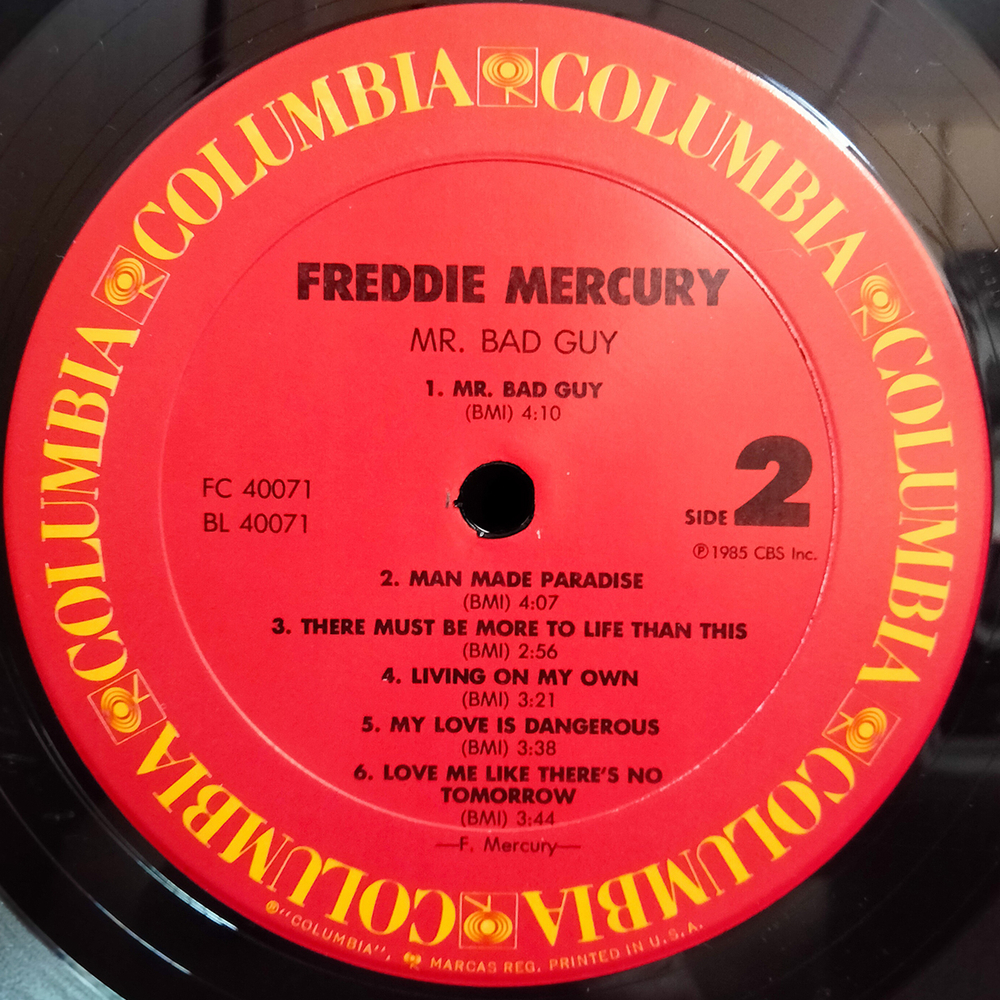 COLUMBIA COLUMBIA COLUMBIA COLUMBIA COLUMBIA COLUMBIA
FREDDIE MERCURY
MR. BAD GUY
1. MR. BAD GUY
(BMI) 4:10
FC 40071
BL 40071
SIDE 2
℗1985 CBS Inc.
2. MAN MADE PARADISE
(BMI) 4:07
3. THERE MUST BE MORE TO LIFE THAN THIS
(BMI) 2:56
4. LIVING ON MY OWN
(BMI) 3:21
5. MY LOVE IS DANGEROUS
(BMI) 3:38
6. LOVE ME LIKE THERE'S NO
TOMORROW
(BMI) 3:44
—F. Mercury—
®"COLUMBIA", MARCAS REG. PRINTED IN U.S.A.